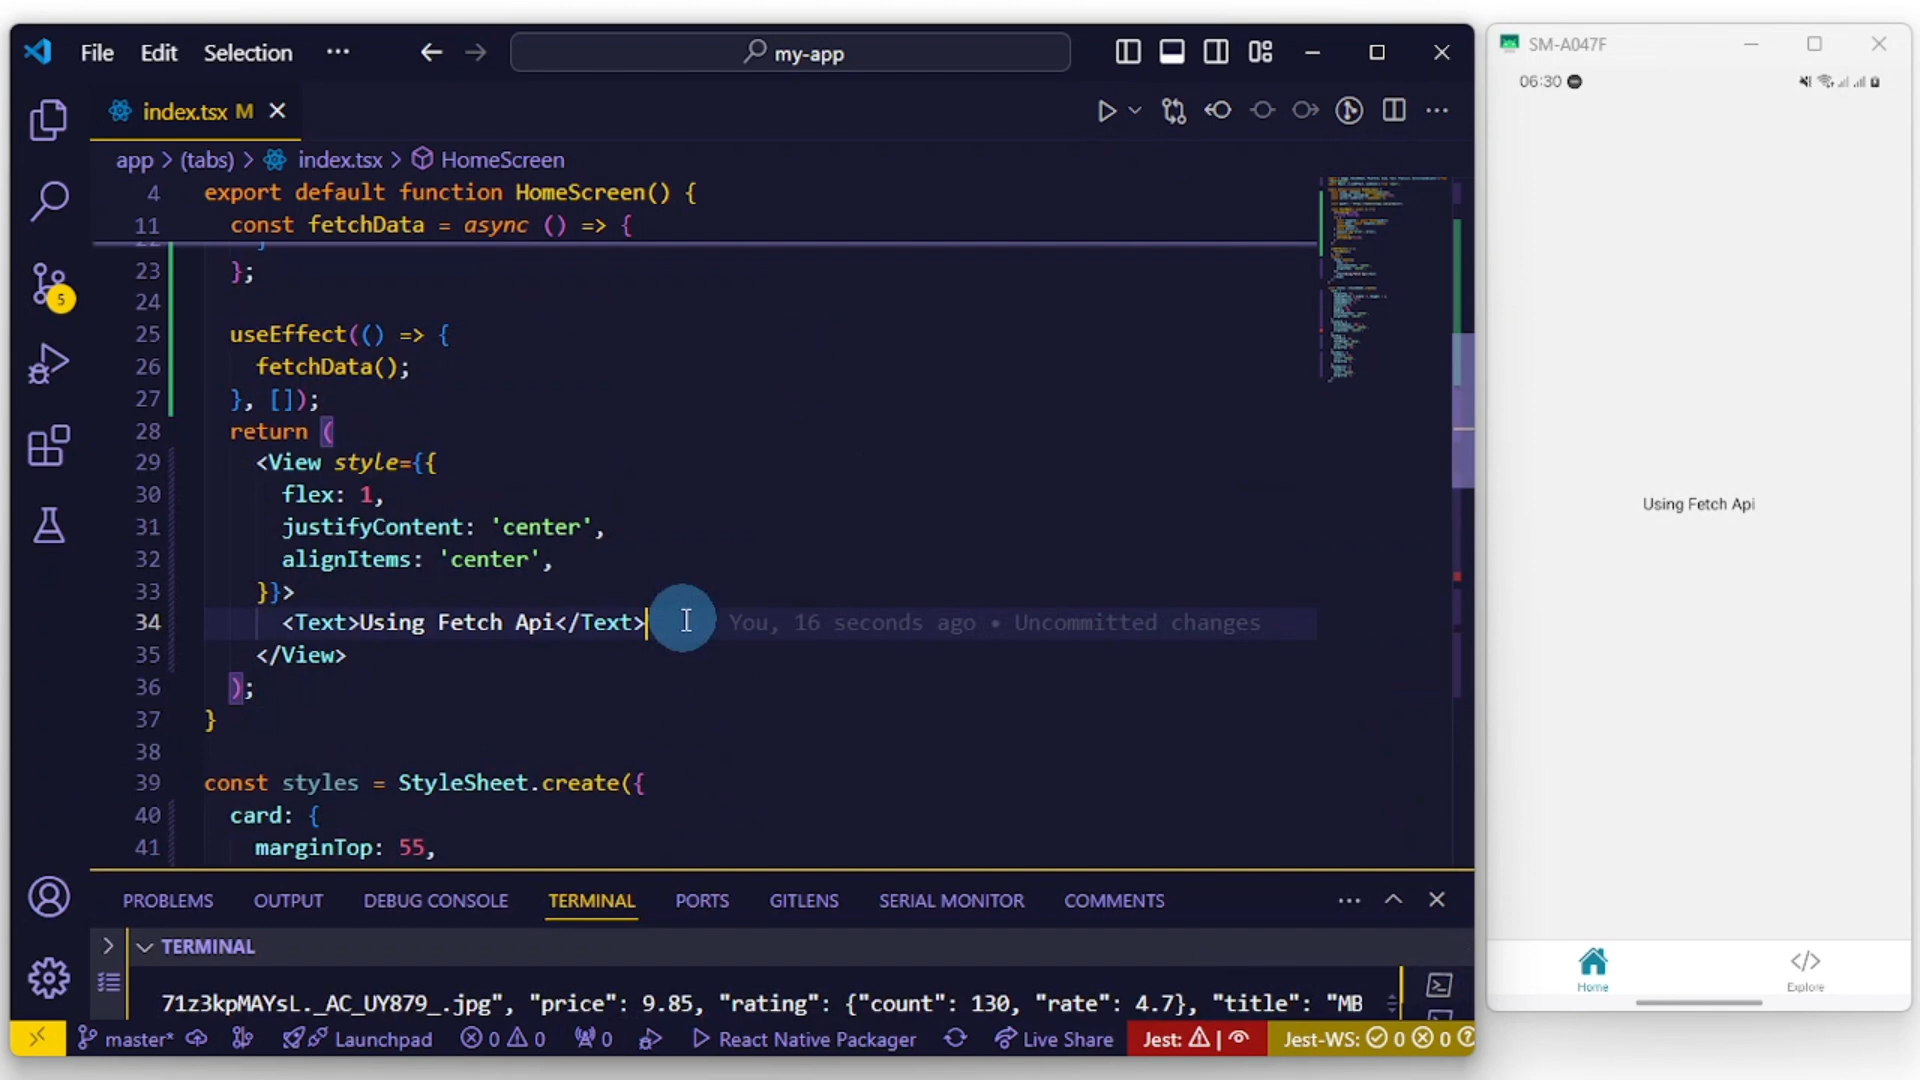 File Edit Selection ··· my-app
index.tsx M
app > (tabs) > index.tsx > HomeScreen
4 export default function HomeScreen() {
11 const fetchData = async () => {
23 };
24
25 useEffect(() => {
26 fetchData();
27 }, []);
28 return (
29 <View style={{
30 flex: 1,
31 justifyContent: 'center',
32 alignItems: 'center',
33 }}>
34 <Text>Using Fetch Api</Text> You, 16 seconds ago • Uncommitted changes
35 </View>
36 );
37 }
38
39 const styles = StyleSheet.create({
40 card: {
41 marginTop: 55,
5
PROBLEMS OUTPUT DEBUG CONSOLE TERMINAL PORTS GITLENS SERIAL MONITOR COMMENTS
TERMINAL
71z3kpMAYsL._AC_UY879_.jpg", "price": 9.85, "rating": {"count": 130, "rate": 4.7}, "title": "MB
master* Launchpad 0 0 0 React Native Packager Live Share Jest: | Jest-WS: 0 0
SM-A047F
06:30
Using Fetch Api
Home Explore